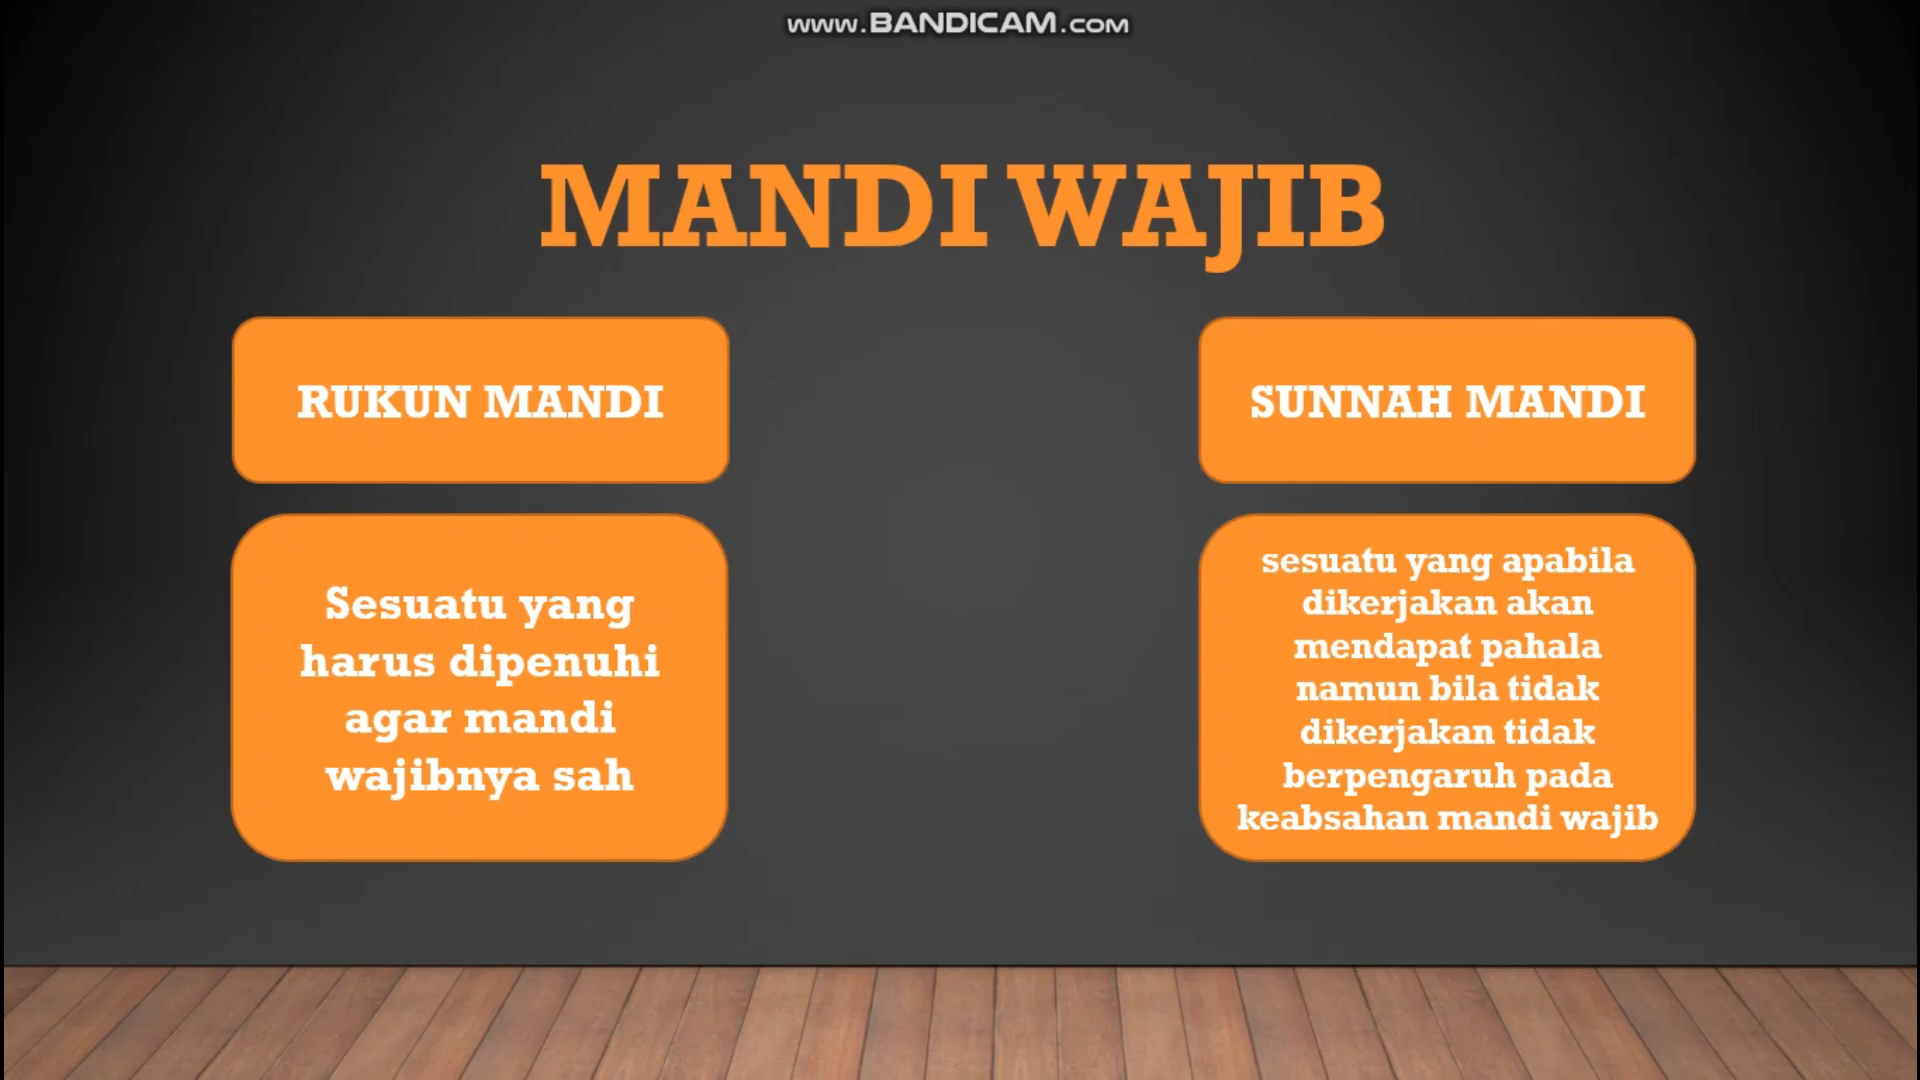 www.BANDICAM.com
MANDI WAJIB
RUKUN MANDI
Sesuatu yang
harus dipenuhi
agar mandi
wajibnya sah
SUNNAH MANDI
sesuatu yang apabila
dikerjakan akan
mendapat pahala
namun bila tidak
dikerjakan tidak
berpengaruh pada
keabsahan mandi wajib